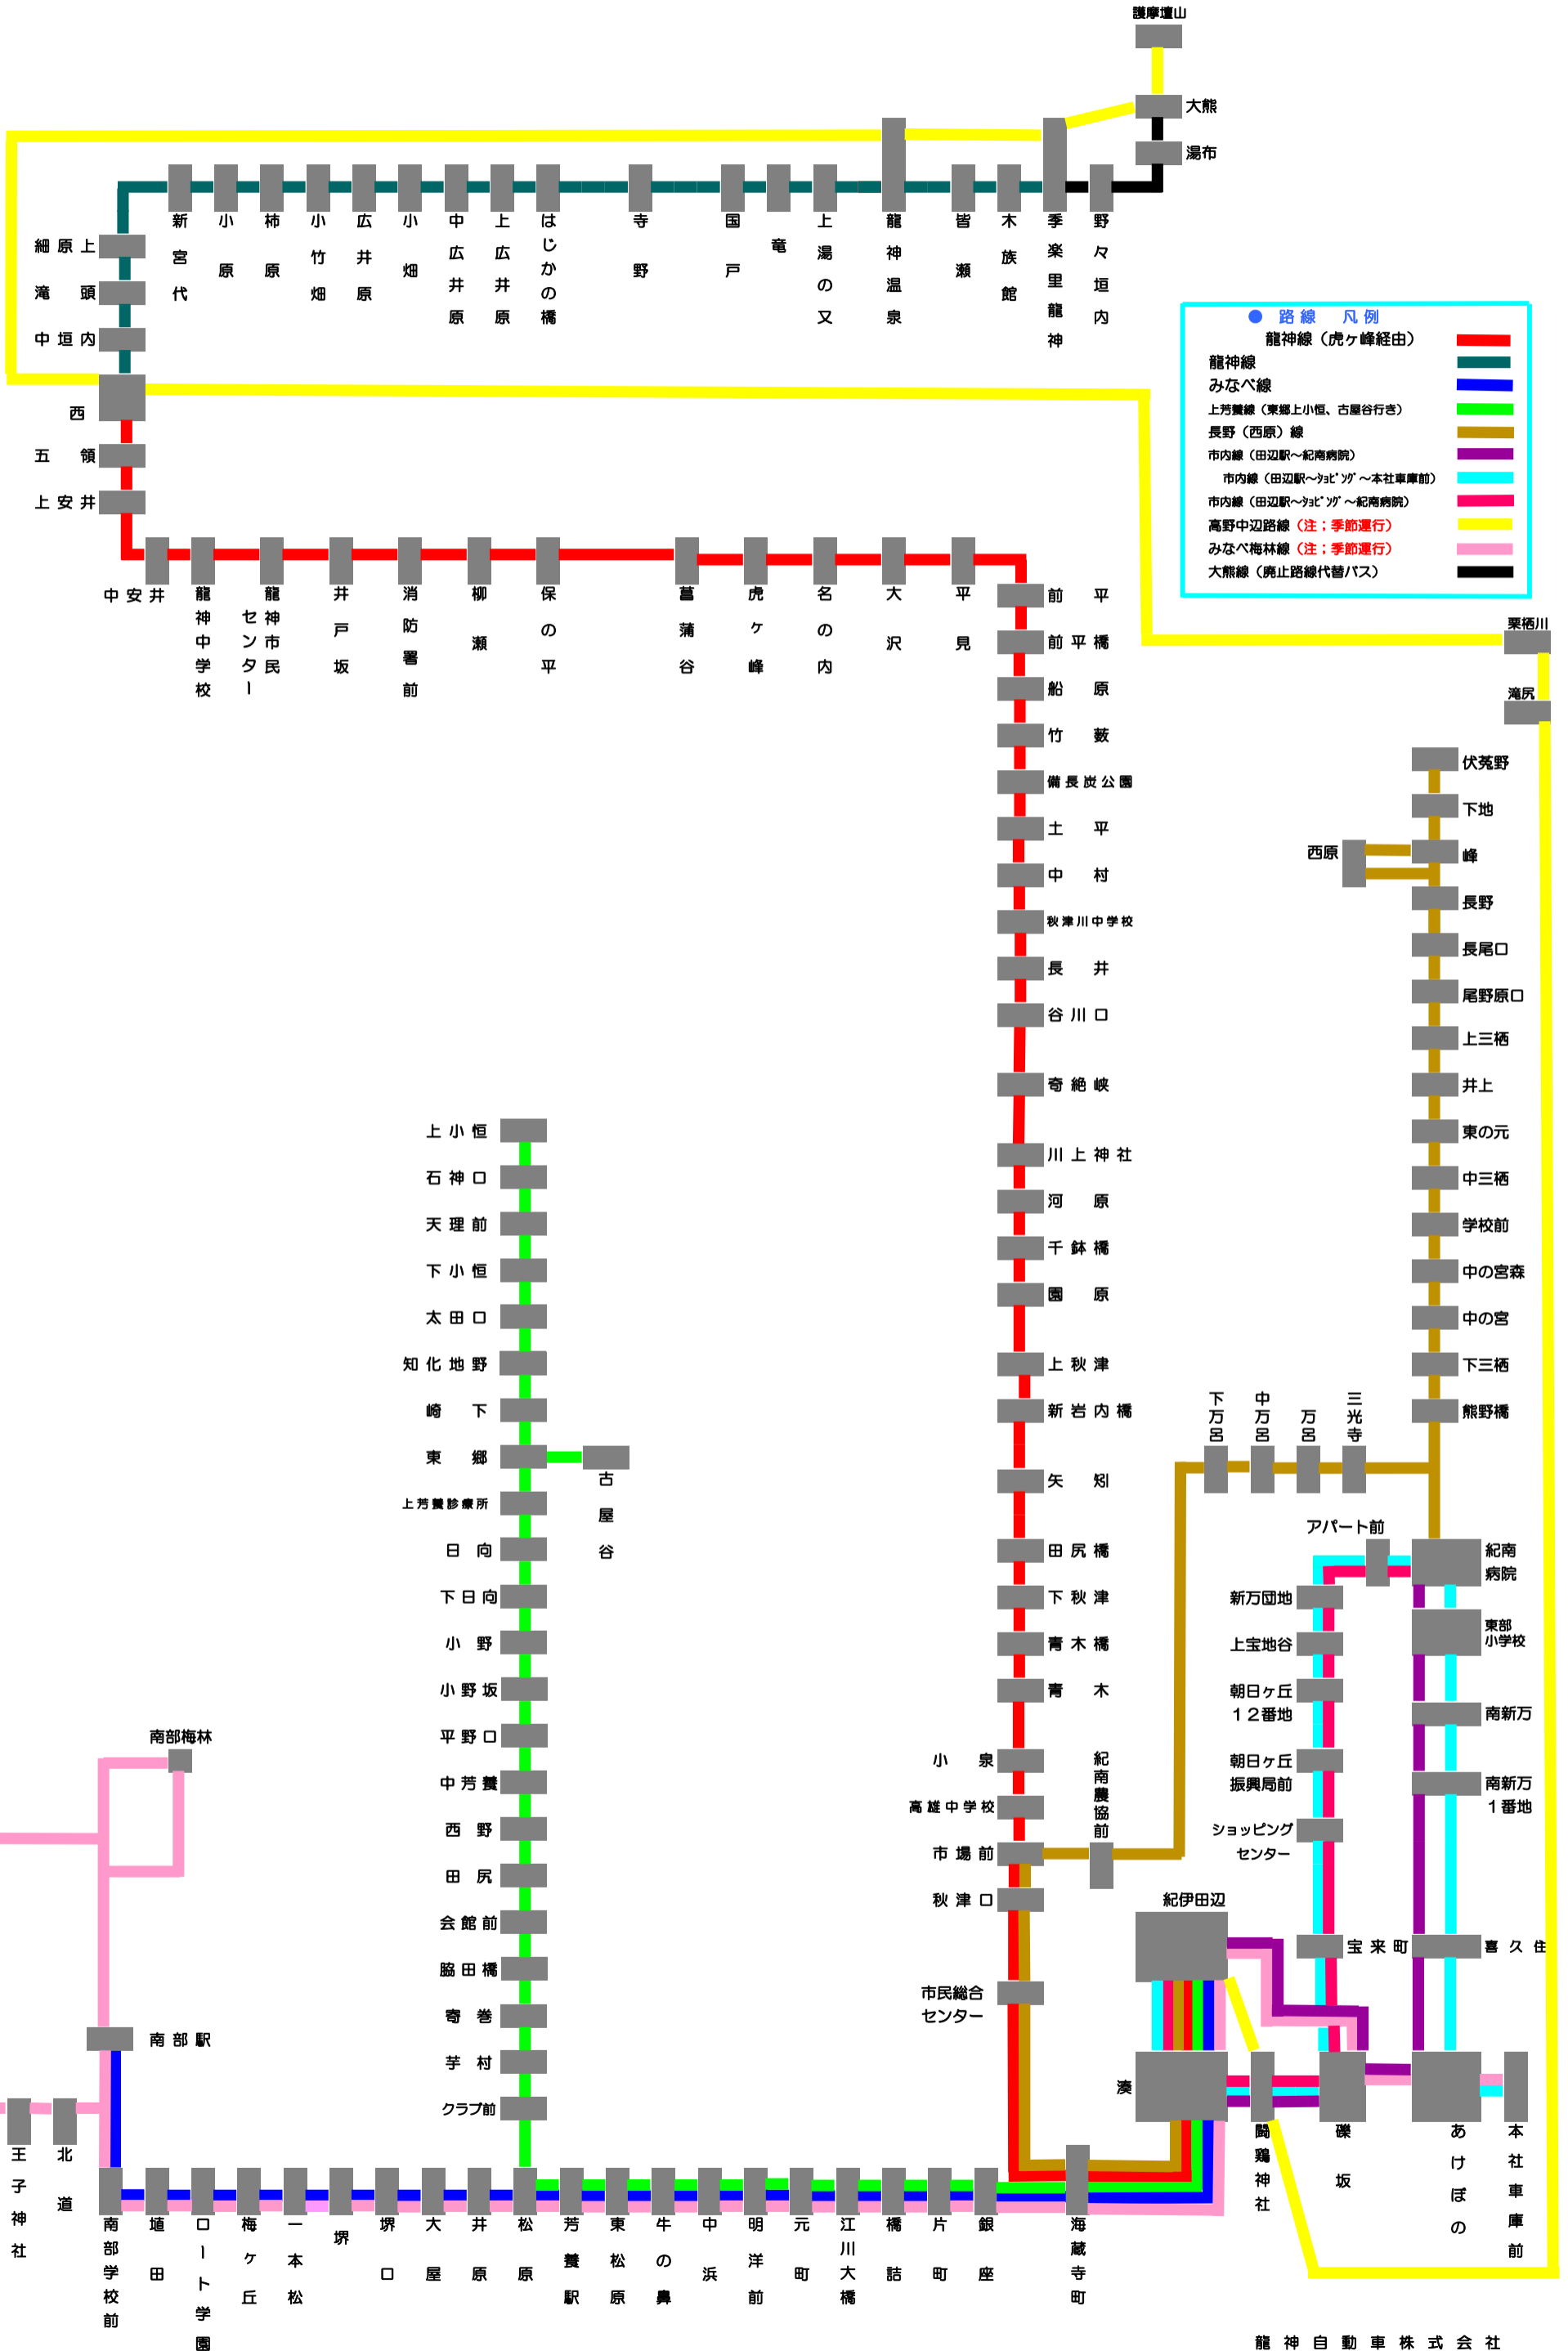 護摩壇山
大熊
湯布
新宮代
小原
柿原
小竹畑
広井原
小畑
中広井原
上広井原
はじかの橋
寺野
国戸
竜
上湯の又
龍神温泉
皆瀬
木族館
季楽里龍神
野々垣内
細原上
滝頭
中垣内
西
五領
上安井
● 路線 凡例
龍神線（虎ヶ峰経由）
龍神線
みなべ線
上芳養線（東郷上小恒、古屋谷行き）
長野（西原）線
市内線（田辺駅～紀南病院）
市内線（田辺駅～ｼｮﾋﾟﾝｸﾞ～本社車庫前）
市内線（田辺駅～ｼｮﾋﾟﾝｸﾞ～紀南病院）
高野中辺路線（注：季節運行）
みなべ梅林線（注：季節運行）
大熊線（廃止路線代替バス）
中安井
龍神中学校
龍神市民
センター
井戸坂
消防署前
柳瀬
保の平
菖蒲谷
虎ヶ峰
名の内
大沢
平見
前平
前平橋
船原
竹薮
備長炭公園
土平
中村
秋津川中学校
長井
谷川口
奇絶峡
川上神社
河原
千鉢橋
園原
上秋津
新岩内橋
矢矧
田尻橋
下秋津
青木橋
青木
小泉
高雄中学校
市場前
秋津口
市民総合
センター
紀南農協前
栗栖川
滝尻
伏菟野
下地
西原
峰
長野
長尾口
尾野原口
上三栖
井上
東の元
中三栖
学校前
中の宮森
中の宮
下三栖
熊野橋
下万呂
中万呂
万呂
三光寺
アパート前
紀南
病院
新万団地
東部
小学校
上宝地谷
朝日ヶ丘
１２番地
南新万
朝日ヶ丘
振興局前
南新万
１番地
ショッピング
センター
紀伊田辺
宝来町
喜久住
湊
闘鶏神社
磯坂
あけぼの
本社車庫前
上小恒
石神口
天理前
下小恒
太田口
知化地野
崎下
東郷
古屋谷
上芳養診療所
日向
下日向
小野
小野坂
平野口
中芳養
西野
田尻
会館前
脇田橋
寄巻
芋村
クラブ前
南部梅林
南部駅
王子神社
北道
南部学校前
埴田
ロート学園
梅ヶ丘
一本松
堺
堺口
大屋
井原
松原
芳養駅
東松原
牛の鼻
中浜
明洋前
元町
江川大橋
橋詰
片町
銀座
海蔵寺町
龍神自動車株式会社